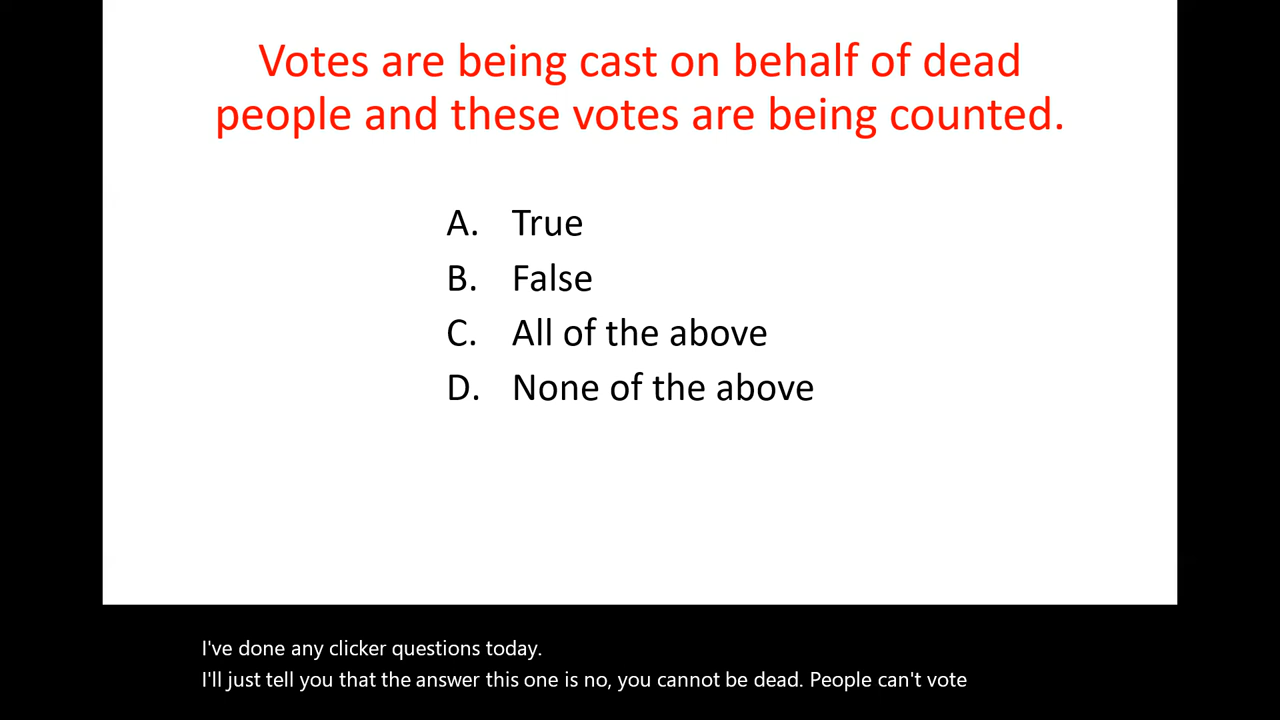 Votes are being cast on behalf of dead
people and these votes are being counted.
A. True
B. False
C. All of the above
D. None of the above
I've done any clicker questions today.
I'll just tell you that the answer this one is no, you cannot be dead. People can't vote